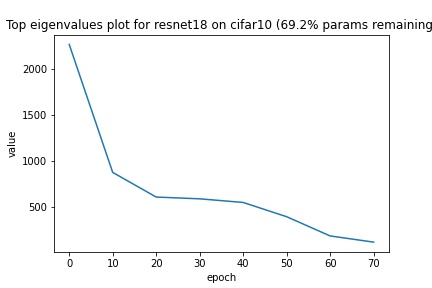 Top eigenvalues plot for resnet18 on cifar10 (69.2% params remaining
2000
1500
1000
500
value
0 10 20 30 40 50 60 70
epoch